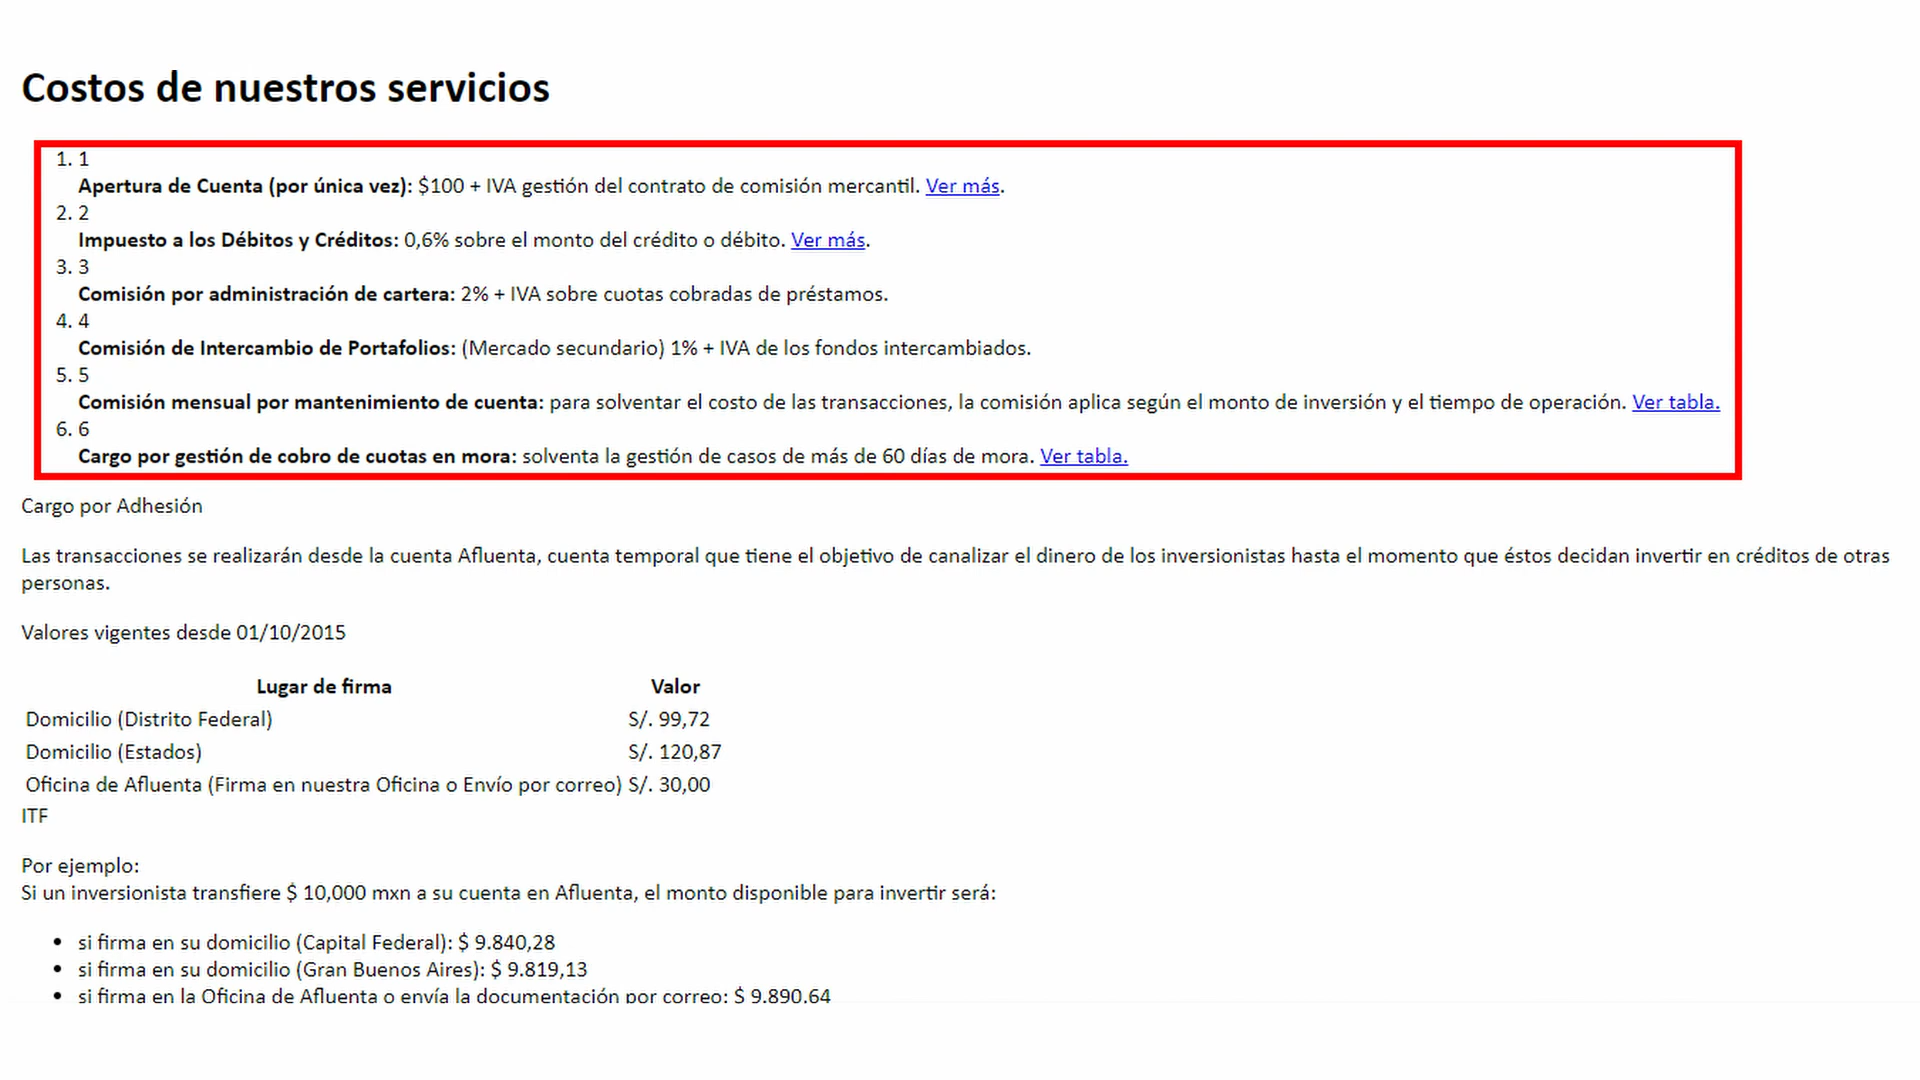 Costos de nuestros servicios
1. 1
Apertura de Cuenta (por única vez): $100 + IVA gestión del contrato de comisión mercantil. Ver más.
2. 2
Impuesto a los Débitos y Créditos: 0,6% sobre el monto del crédito o débito. Ver más.
3. 3
Comisión por administración de cartera: 2% + IVA sobre cuotas cobradas de préstamos.
4. 4
Comisión de Intercambio de Portafolios: (Mercado secundario) 1% + IVA de los fondos intercambiados.
5. 5
Comisión mensual por mantenimiento de cuenta: para solventar el costo de las transacciones, la comisión aplica según el monto de inversión y el tiempo de operación. Ver tabla.
6. 6
Cargo por gestión de cobro de cuotas en mora: solventa la gestión de casos de más de 60 días de mora. Ver tabla.
Cargo por Adhesión
Las transacciones se realizarán desde la cuenta Afluenta, cuenta temporal que tiene el objetivo de canalizar el dinero de los inversionistas hasta el momento que éstos decidan invertir en créditos de otras
personas.
Valores vigentes desde 01/10/2015
Lugar de firma Valor
Domicilio (Distrito Federal) S/. 99,72
Domicilio (Estados) S/. 120,87
Oficina de Afluenta (Firma en nuestra Oficina o Envío por correo) S/. 30,00
ITF
Por ejemplo:
Si un inversionista transfiere $ 10,000 mxn a su cuenta en Afluenta, el monto disponible para invertir será:
• si firma en su domicilio (Capital Federal): $ 9.840,28
• si firma en su domicilio (Gran Buenos Aires): $ 9.819,13
• si firma en la Oficina de Afluenta o envía la documentación por correo: $ 9.890,64